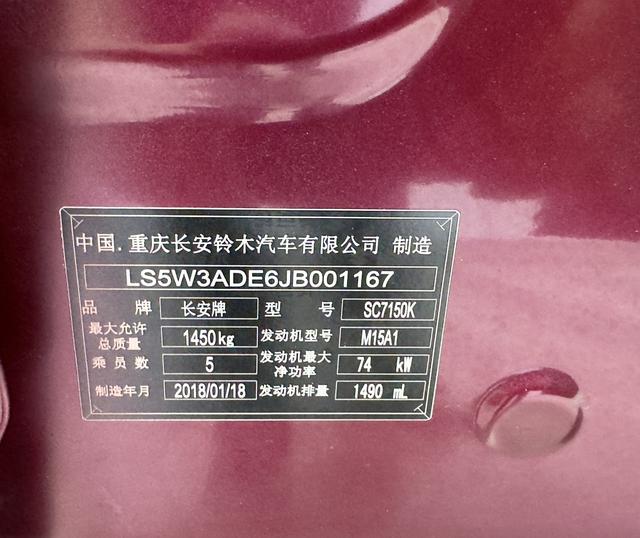 中国.重庆长安铃木汽车有限公司 制造
LS5W3ADE6JB001167
品牌 长安牌 型号 SC7150K
最大允许总质量 1450kg 发动机型号 M15A1
乘员数 5 发动机最大净功率 74 kW
制造年月 2018/01/18 发动机排量 1490 mL